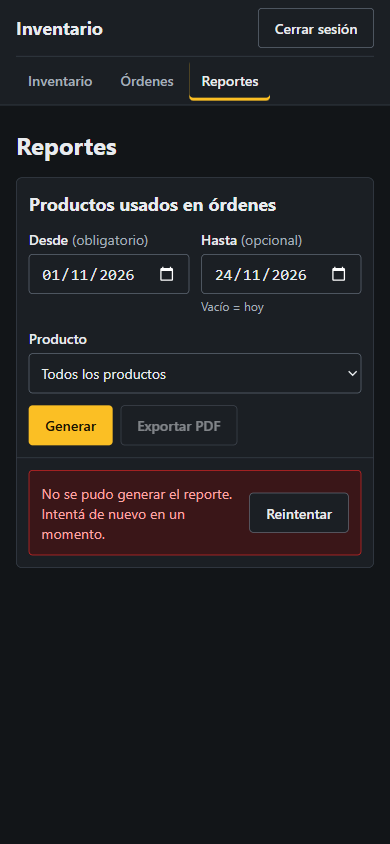 Inventario
Cerrar sesión
Inventario
Órdenes
Reportes
Reportes
Productos usados en órdenes
Desde (obligatorio)
Hasta (opcional)
01/11/2026
24/11/2026
Vacío = hoy
Producto
Todos los productos
Generar
Exportar PDF
No se pudo generar el reporte.
Intentá de nuevo en un
momento.
Reintentar